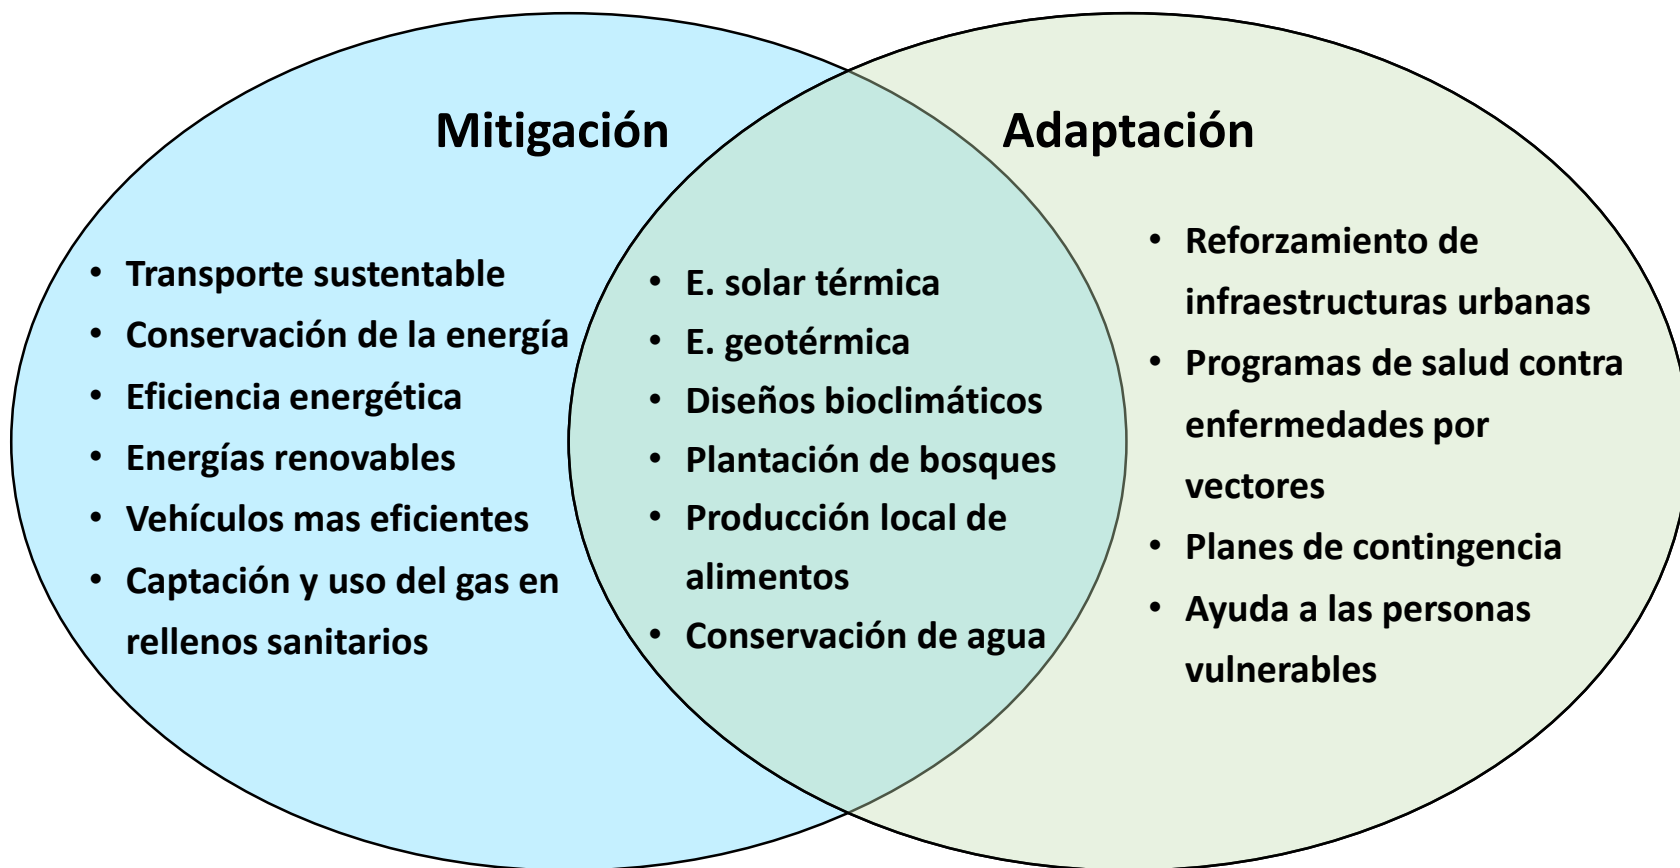 Mitigación
• Transporte sustentable
• Conservación de la energía
• Eficiencia energética
• Energías renovables
• Vehículos mas eficientes
• Captación y uso del gas en
rellenos sanitarios
• E. solar térmica
• E. geotérmica
• Diseños bioclimáticos
• Plantación de bosques
• Producción local de
alimentos
• Conservación de agua
Adaptación
• Reforzamiento de
infraestructuras urbanas
• Programas de salud contra
enfermedades por
vectores
• Planes de contingencia
• Ayuda a las personas
vulnerables